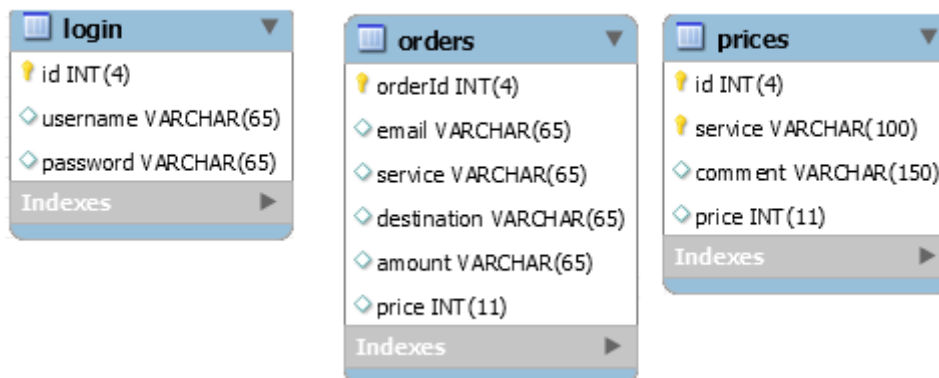 login
id INT(4)
username VARCHAR(65)
password VARCHAR(65)
Indexes
orders
orderId INT(4)
email VARCHAR(65)
service VARCHAR(65)
destination VARCHAR(65)
amount VARCHAR(65)
price INT(11)
Indexes
prices
id INT(4)
service VARCHAR(100)
comment VARCHAR(150)
price INT(11)
Indexes